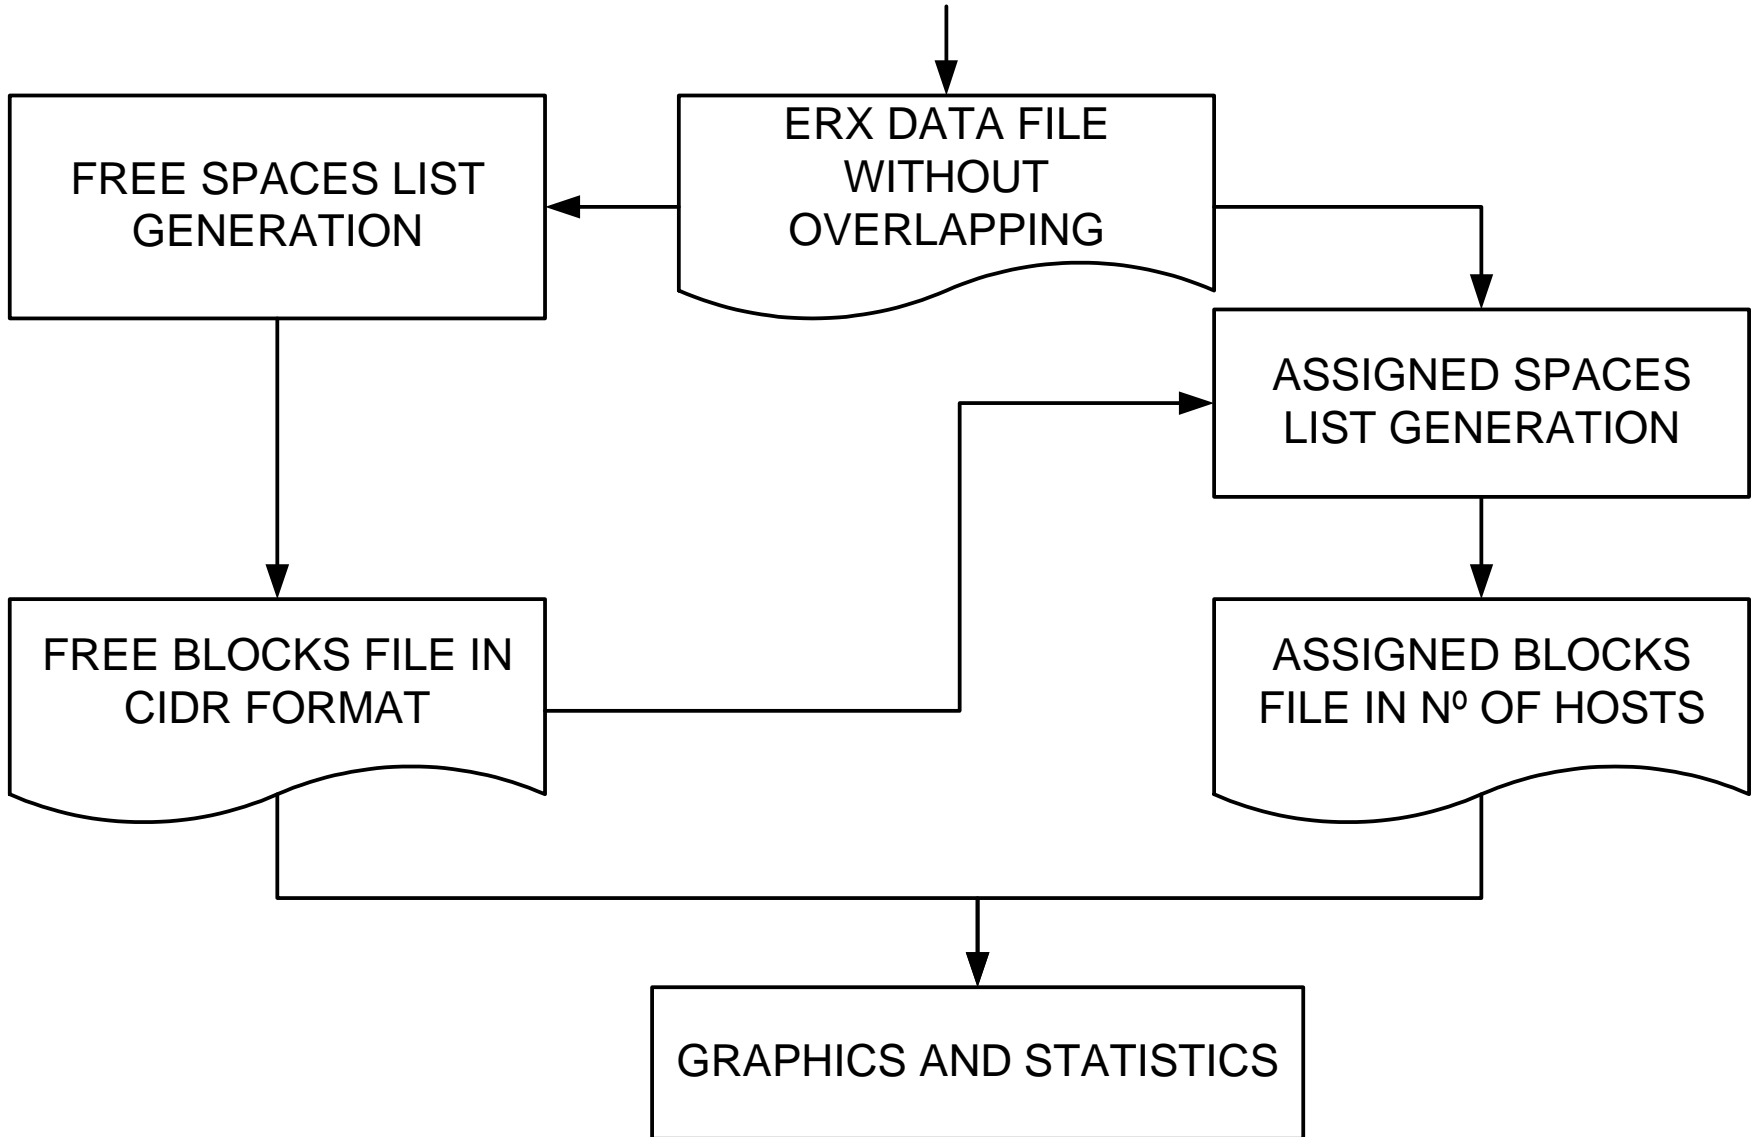 FREE SPACES LIST
GENERATION
ERX DATA FILE
WITHOUT
OVERLAPPING
ASSIGNED SPACES
LIST GENERATION
FREE BLOCKS FILE IN
CIDR FORMAT
ASSIGNED BLOCKS
FILE IN Nº OF HOSTS
GRAPHICS AND STATISTICS